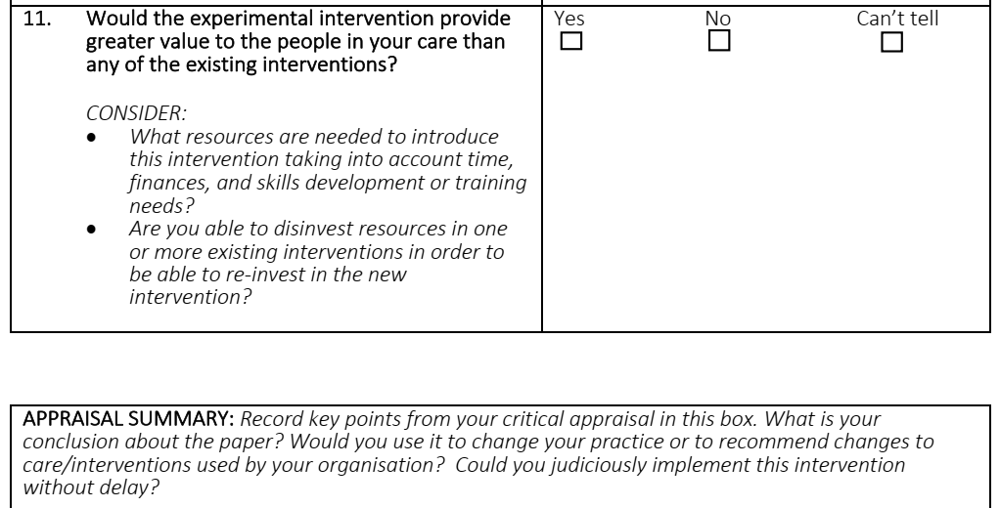 11. Would the experimental intervention provide
greater value to the people in your care than
any of the existing interventions?
CONSIDER:
• What resources are needed to introduce
this intervention taking into account time,
finances, and skills development or training
needs?
• Are you able to disinvest resources in one
or more existing interventions in order to
be able to re-invest in the new
intervention?
Yes No Can’t tell
APPRAISAL SUMMARY: Record key points from your critical appraisal in this box. What is your
conclusion about the paper? Would you use it to change your practice or to recommend changes to
care/interventions used by your organisation? Could you judiciously implement this intervention
without delay?